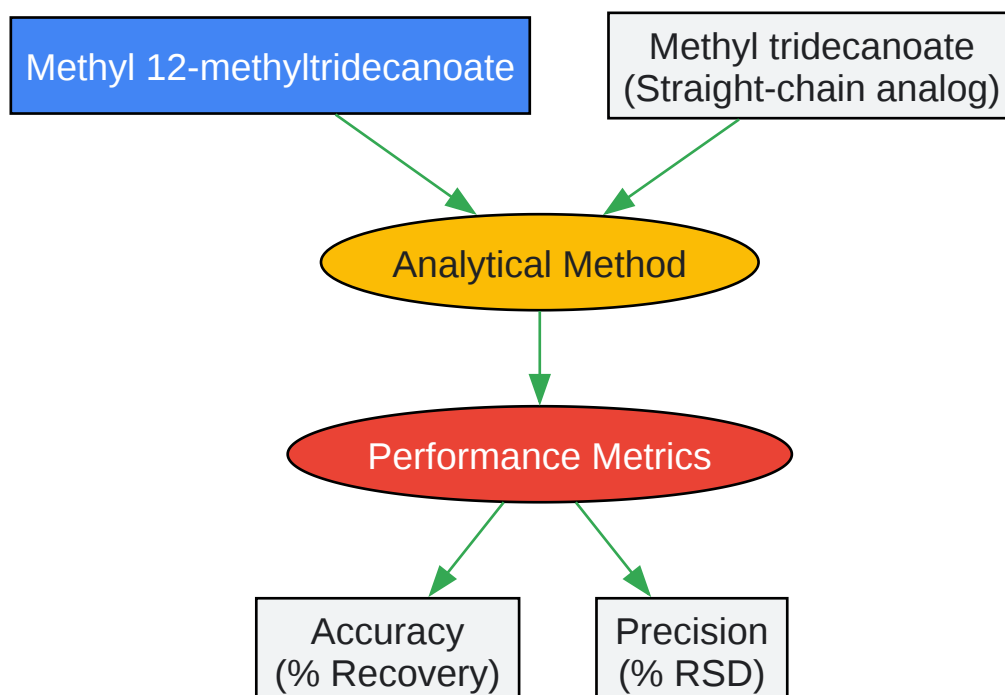 Methyl 12-methyltridecanoate
Methyl tridecanoate
(Straight-chain analog)
Analytical Method
Performance Metrics
Accuracy
(% Recovery)
Precision
(% RSD)